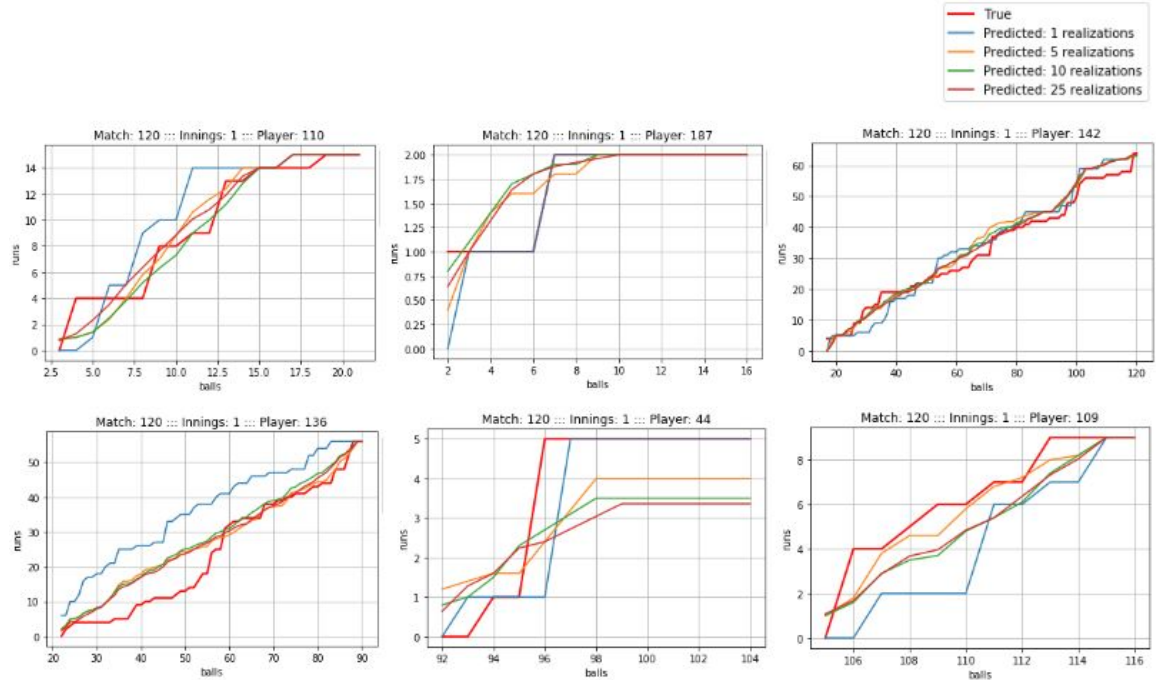 True
Predicted: 1 realizations
Predicted: 5 realizations
Predicted: 10 realizations
Predicted: 25 realizations
Match: 120 ::: Innings: 1 ::: Player: 110
14
12
10
8
6
4
2
0
runs
2.5 5.0 7.5 10.0 12.5 15.0 17.5 20.0
balls
Match: 120 ::: Innings: 1 ::: Player: 187
2.00
1.75
1.50
1.25
1.00
0.75
0.50
0.25
0.00
runs
2 4 6 8 10 12 14 16
balls
Match: 120 ::: Innings: 1 ::: Player: 142
60
50
40
30
20
10
0
runs
20 40 60 80 100 120
balls
Match: 120 ::: Innings: 1 ::: Player: 136
50
40
30
20
10
0
runs
20 30 40 50 60 70 80 90
balls
Match: 120 ::: Innings: 1 ::: Player: 44
5
4
3
2
1
0
runs
92 94 96 98 100 102 104
balls
Match: 120 ::: Innings: 1 ::: Player: 109
8
6
4
2
0
runs
106 108 110 112 114 116
balls